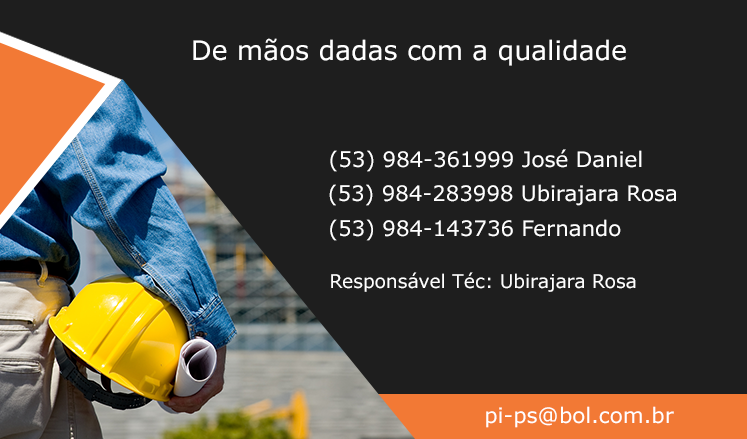 De mãos dadas com a qualidade
(53) 984-361999 José Daniel
(53) 984-283998 Ubirajara Rosa
(53) 984-143736 Fernando
Responsável Téc: Ubirajara Rosa
pi-ps@bol.com.br